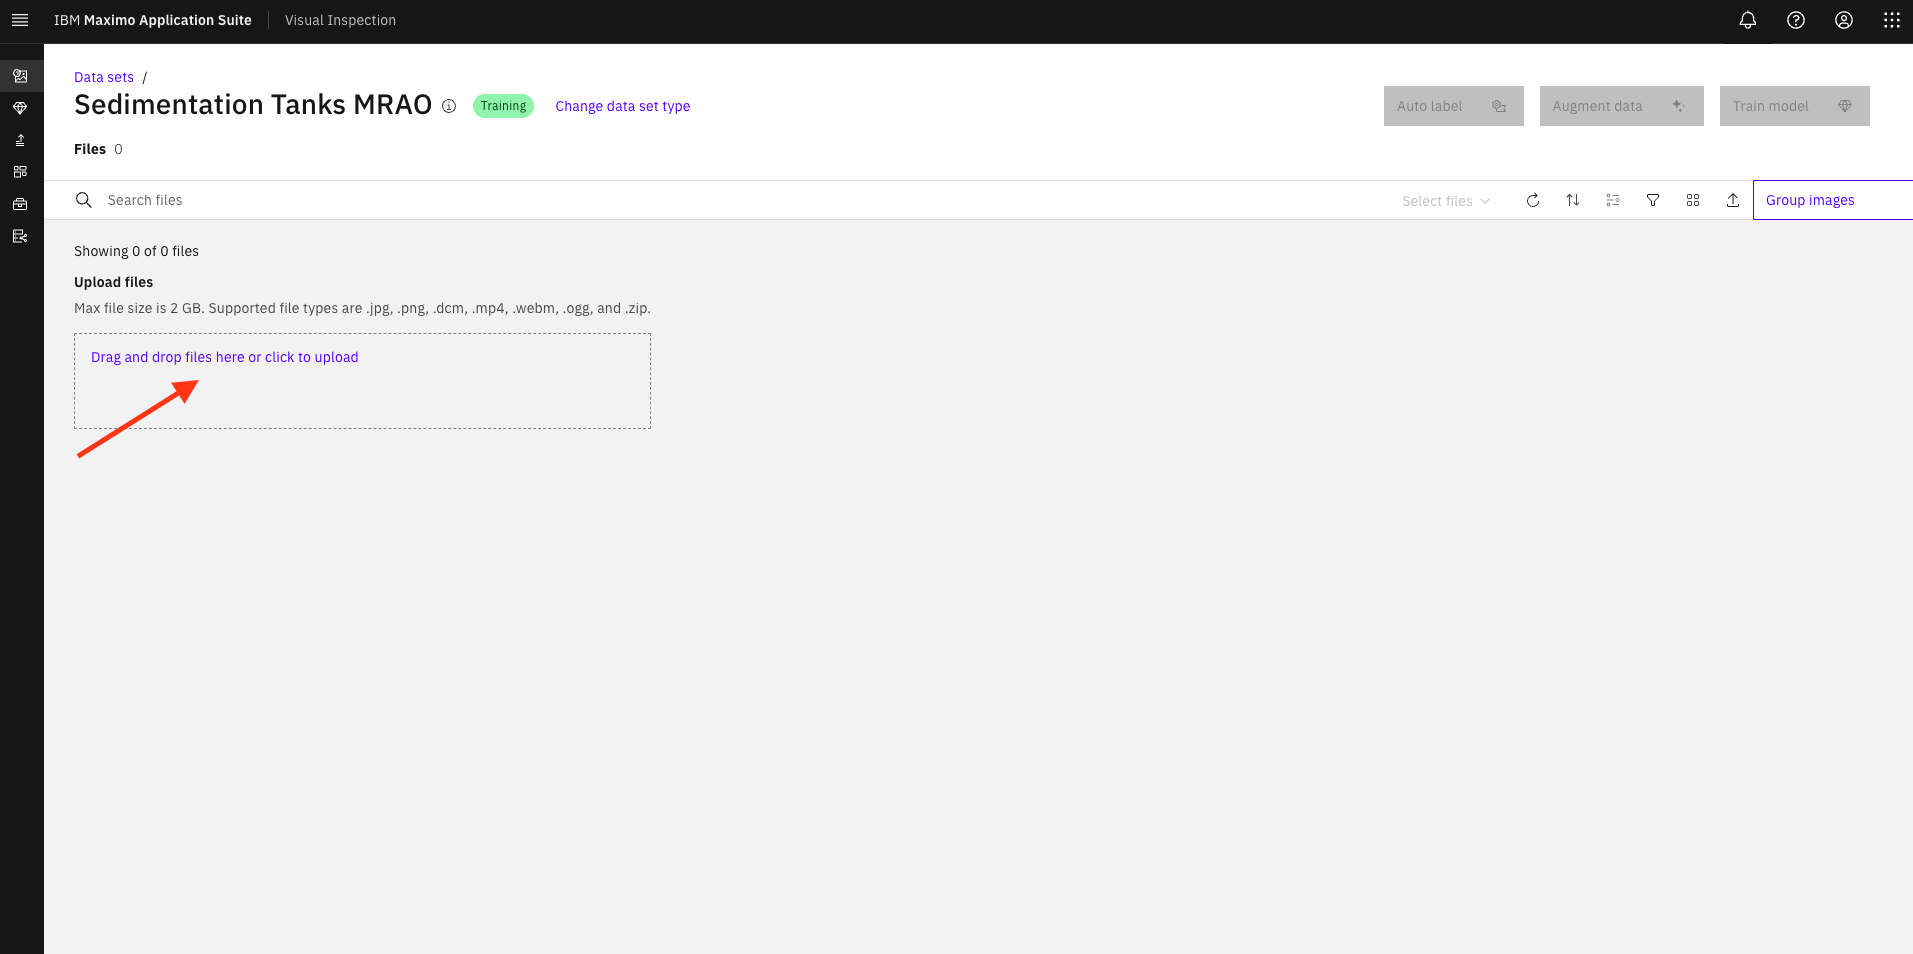 IBM Maximo Application Suite Visual Inspection
Data sets /
Sedimentation Tanks MRAO Training Change data set type
Auto label Augment data Train model
Files 0
Search files Select files Group images
Showing 0 of 0 files
Upload files
Max file size is 2 GB. Supported file types are .jpg, .png, .dcm, .mp4, .webm, .ogg, and .zip.
Drag and drop files here or click to upload